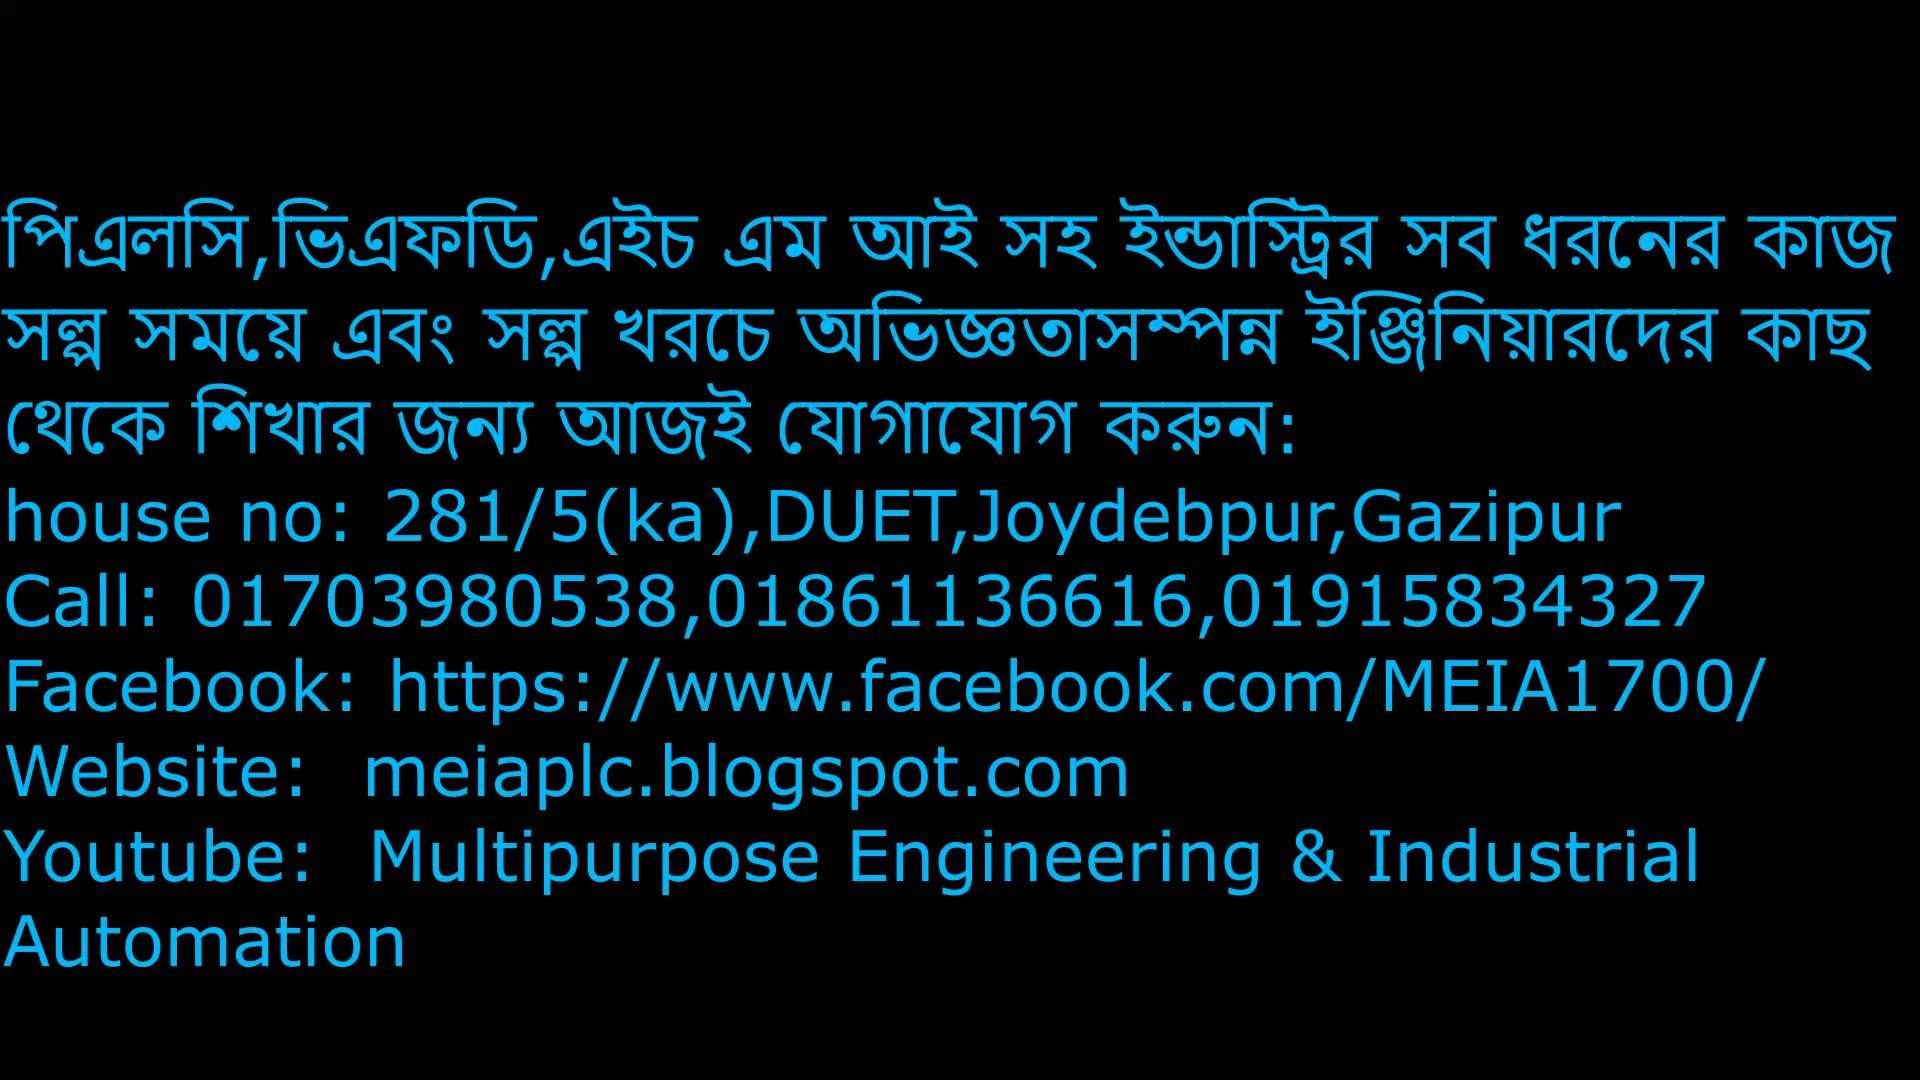 পিএলসি,ভিএফডি,এইচ এম আই সহ ইন্ডাস্ট্রির সব ধরনের কাজ
সল্প সময়ে এবং সল্প খরচে অভিজ্ঞতাসম্পন্ন ইঞ্জিনিয়ারদের কাছ
থেকে শিখার জন্য আজই যোগাযোগ করুন:
house no: 281/5(ka),DUET,Joydebpur,Gazipur
Call: 01703980538,01861136616,01915834327
Facebook: https://www.facebook.com/MEIA1700/
Website:  meiaplc.blogspot.com
Youtube:  Multipurpose Engineering & Industrial
Automation